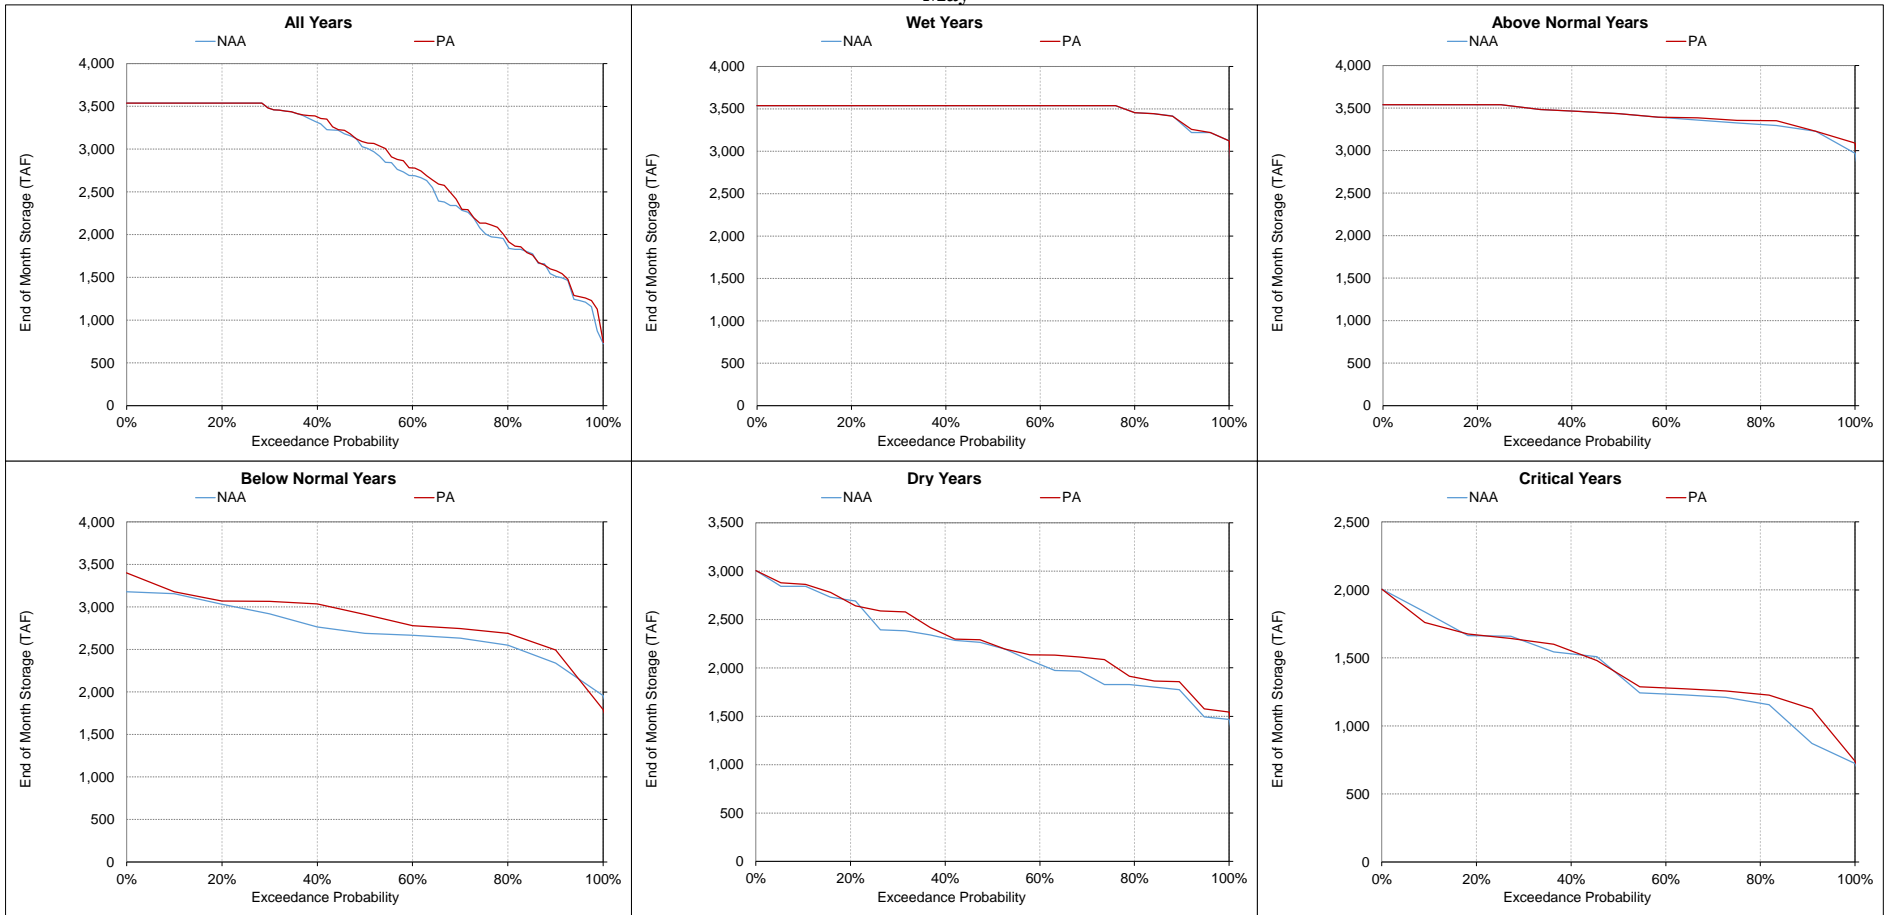 May
All Years
NAA PA
4,000
3,500
3,000
2,500
2,000
1,500
1,000
500
0
End of Month Storage (TAF)
0% 20% 40% 60% 80% 100%
Exceedance Probability
Wet Years
NAA PA
4,000
3,500
3,000
2,500
2,000
1,500
1,000
500
0
End of Month Storage (TAF)
0% 20% 40% 60% 80% 100%
Exceedance Probability
Above Normal Years
NAA PA
4,000
3,500
3,000
2,500
2,000
1,500
1,000
500
0
End of Month Storage (TAF)
0% 20% 40% 60% 80% 100%
Exceedance Probability
Below Normal Years
NAA PA
4,000
3,500
3,000
2,500
2,000
1,500
1,000
500
0
End of Month Storage (TAF)
0% 20% 40% 60% 80% 100%
Exceedance Probability
Dry Years
NAA PA
3,500
3,000
2,500
2,000
1,500
1,000
500
0
End of Month Storage (TAF)
0% 20% 40% 60% 80% 100%
Exceedance Probability
Critical Years
NAA PA
2,500
2,000
1,500
1,000
500
0
End of Month Storage (TAF)
0% 20% 40% 60% 80% 100%
Exceedance Probability